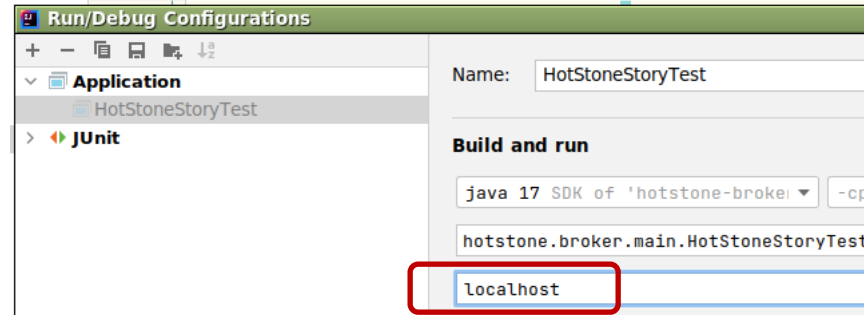 Run/Debug Configurations
Application
HotStoneStoryTest
JUnit
Name: HotStoneStoryTest
Build and run
java 17 SDK of 'hotstone-broker
-cp
hotstone.broker.main.HotStoneStoryTest
localhost